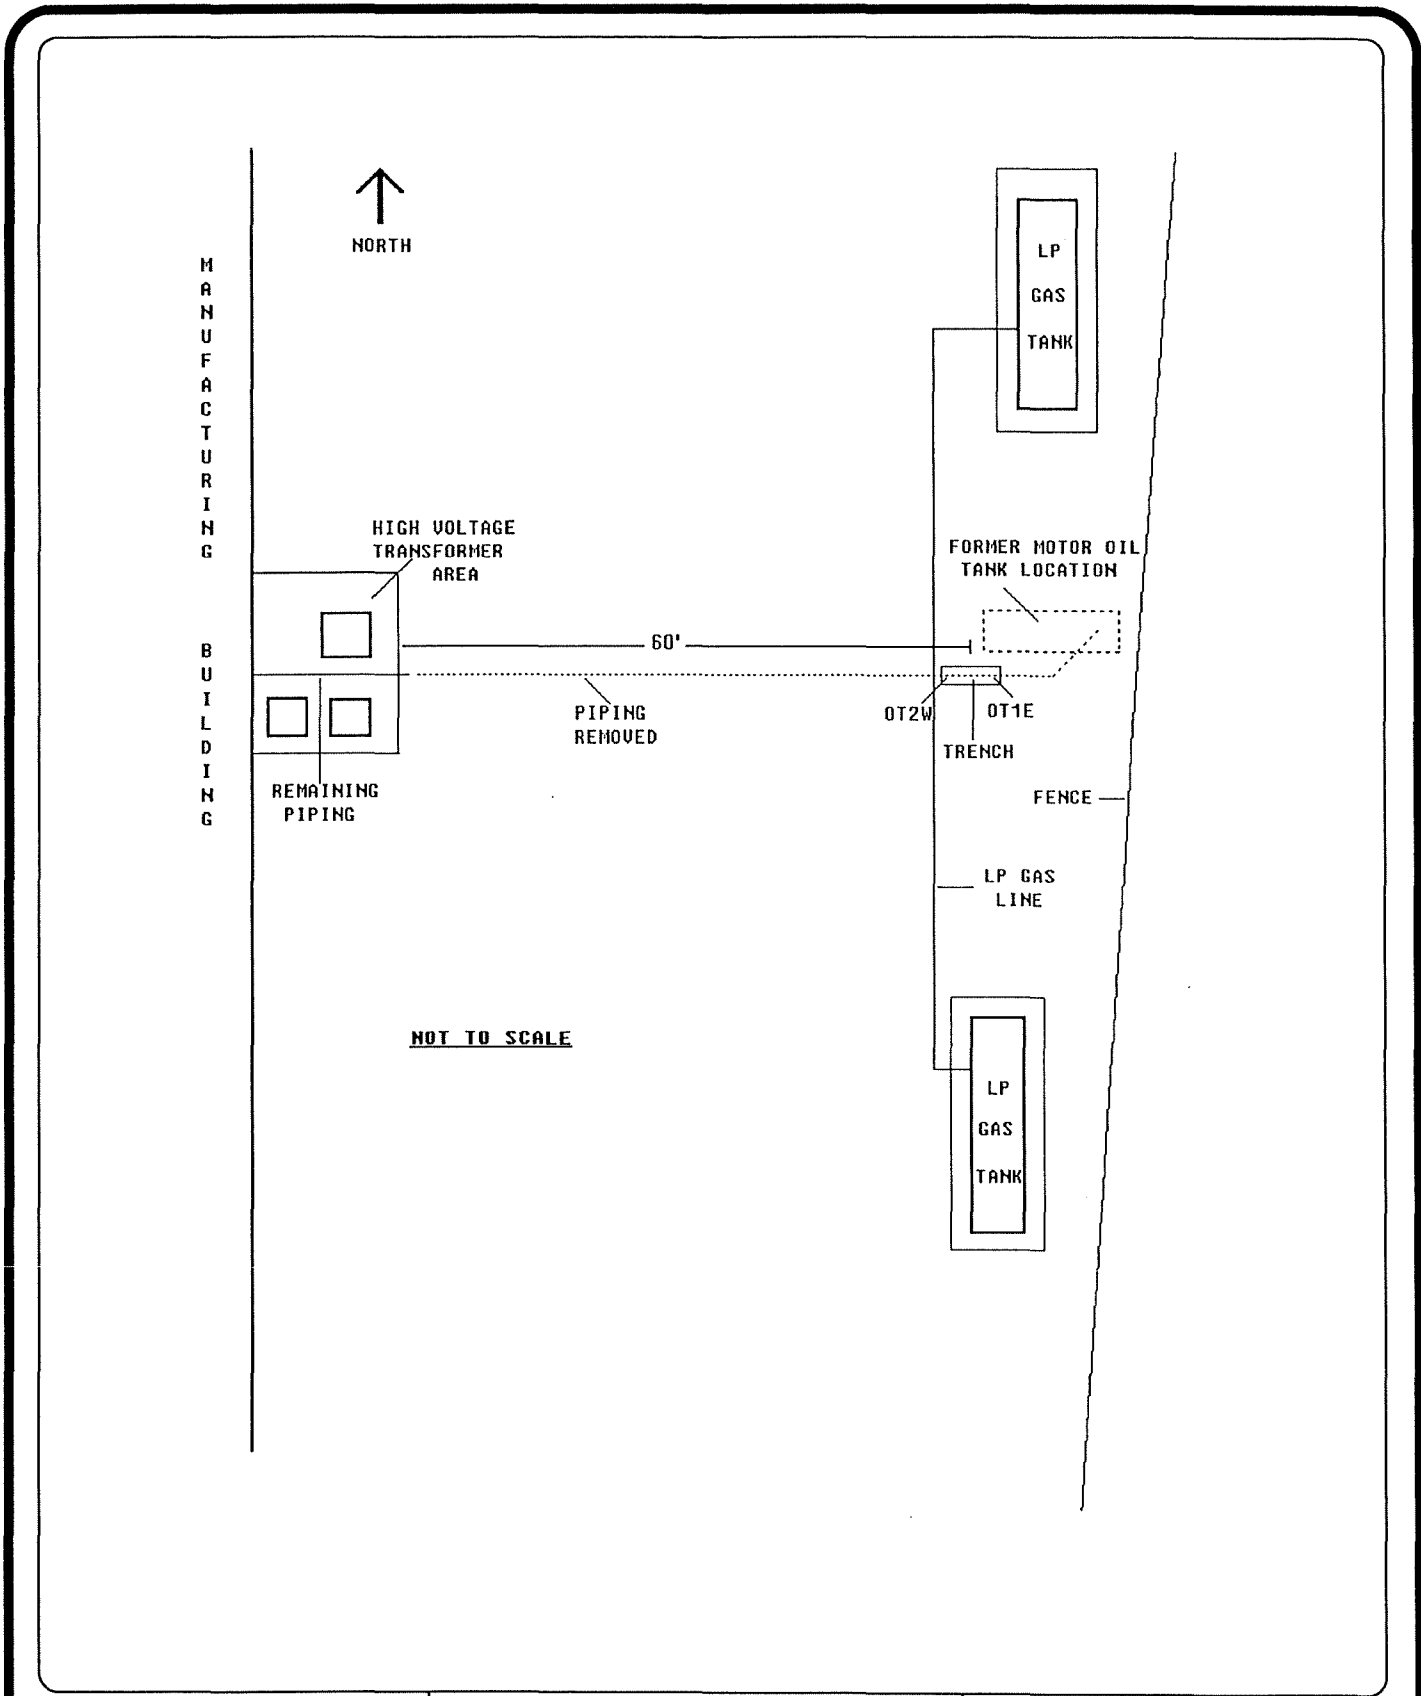 NORTH
MANUFACTURING BUILDING
LP
GAS
TANK
HIGH VOLTAGE
TRANSFORMER
AREA
FORMER MOTOR OIL
TANK LOCATION
60'
PIPING
REMOVED
OT2W
OT1E
TRENCH
REMAINING
PIPING
FENCE
LP GAS
LINE
NOT TO SCALE
LP
GAS
TANK